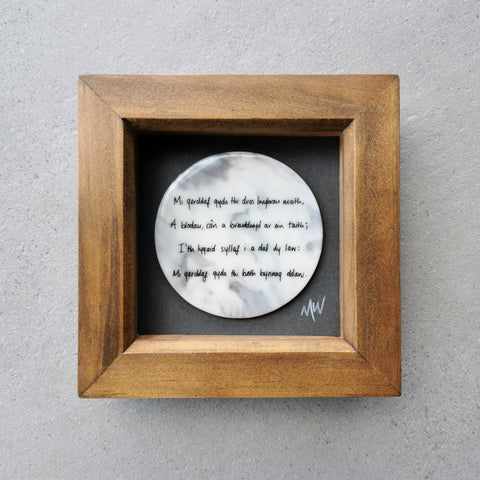 Mi gerddaf gyda thi dros lwybrau maith,
A blodau, cân a breuddwyd ar ein taith;
I'th lygaid syllaf i a dal dy law:
Mi gerddaf gyda thi beth bynnag ddaw.
MW